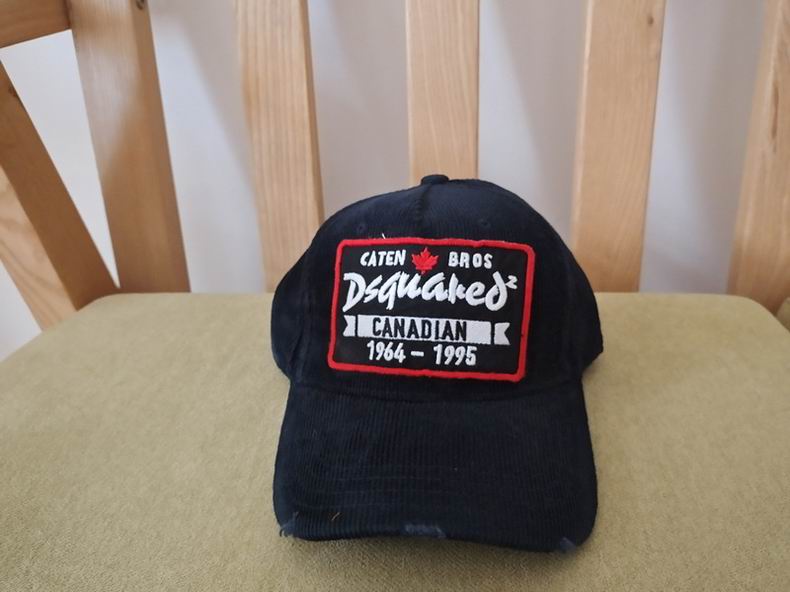 CATEN BROS
Dsquared²
CANADIAN
1964 - 1995